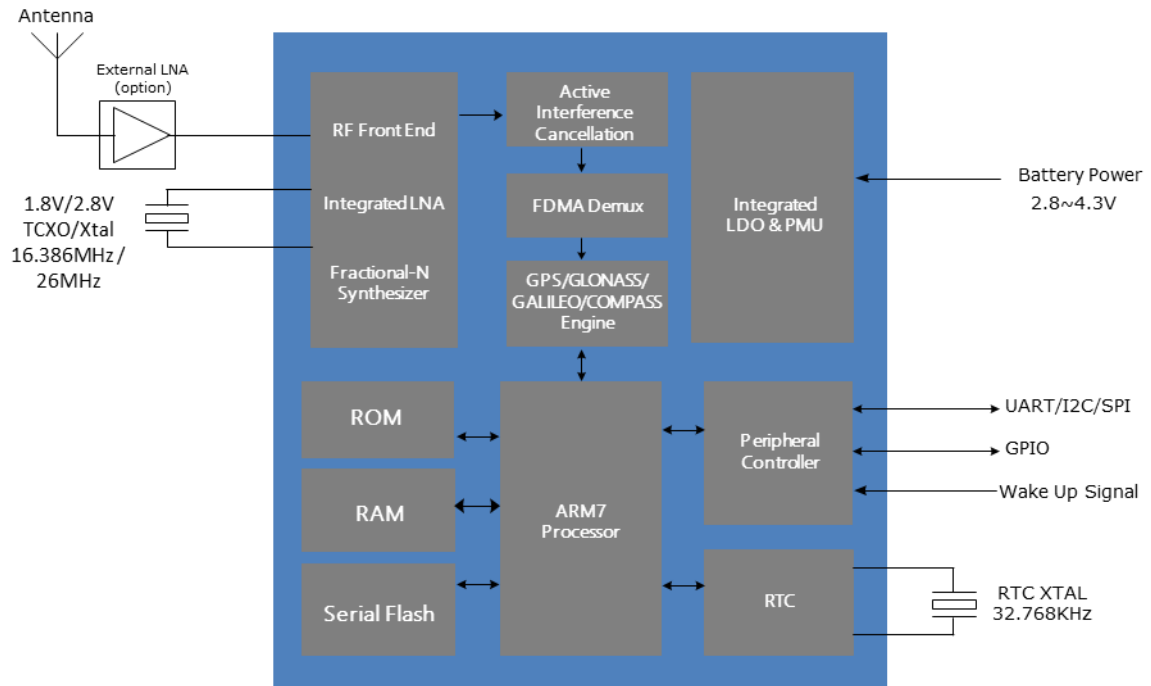 Antenna
External LNA
(option)
1.8V/2.8V
TCXO/Xtal
16.386MHz /
26MHz
RF Front End
Integrated LNA
Fractional-N
Synthesizer
Active
Interference
Cancellation
FDMA Demux
GPS/GLONASS/
GALILEO/COMPASS
Engine
Integrated
LDO & PMU
Battery Power
2.8~4.3V
ROM
RAM
Serial Flash
ARM7
Processor
Peripheral
Controller
UART/I2C/SPI
GPIO
Wake Up Signal
RTC
RTC XTAL
32.768KHz